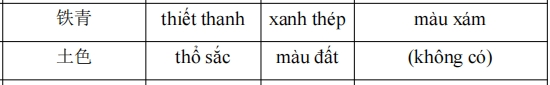 铁青 thiết thanh xanh thép màu xám
土色 thổ sắc màu đất (không có)